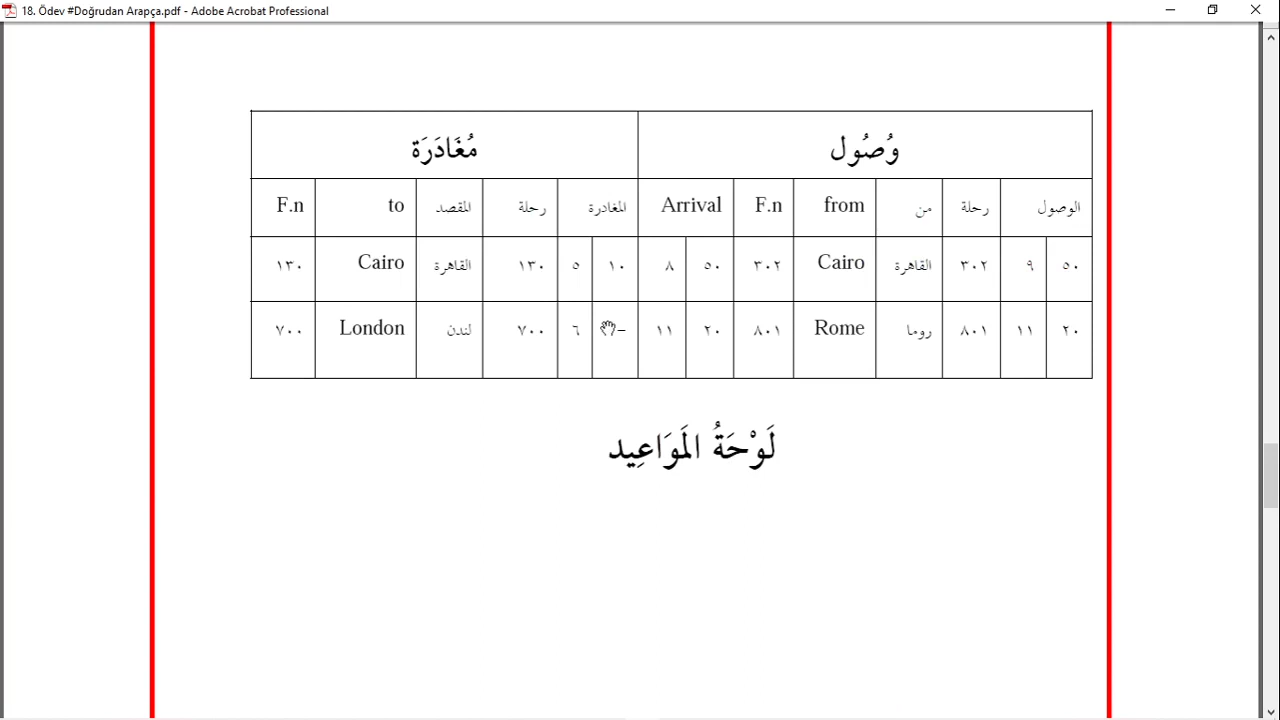 18. Ödev #Doğrudan Arapça.pdf - Adobe Acrobat Professional
وُصُول مُغَادَرَة
الوصول رحلة من from F.n Arrival المغادرة رحلة المقصد to F.n
٥٠ ٩ ٣٠٢ القاهرة Cairo ٣٠٢ ٥٠ ٨ ١٠ ٥ ١٣٠ القاهرة Cairo ١٣٠
٢٠ ١١ ٨٠١ روما Rome ٨٠١ ٢٠ ١١ - ٦ ٧٠٠ لندن London ٧٠٠
لَوْحَةُ المَوَاعِيد